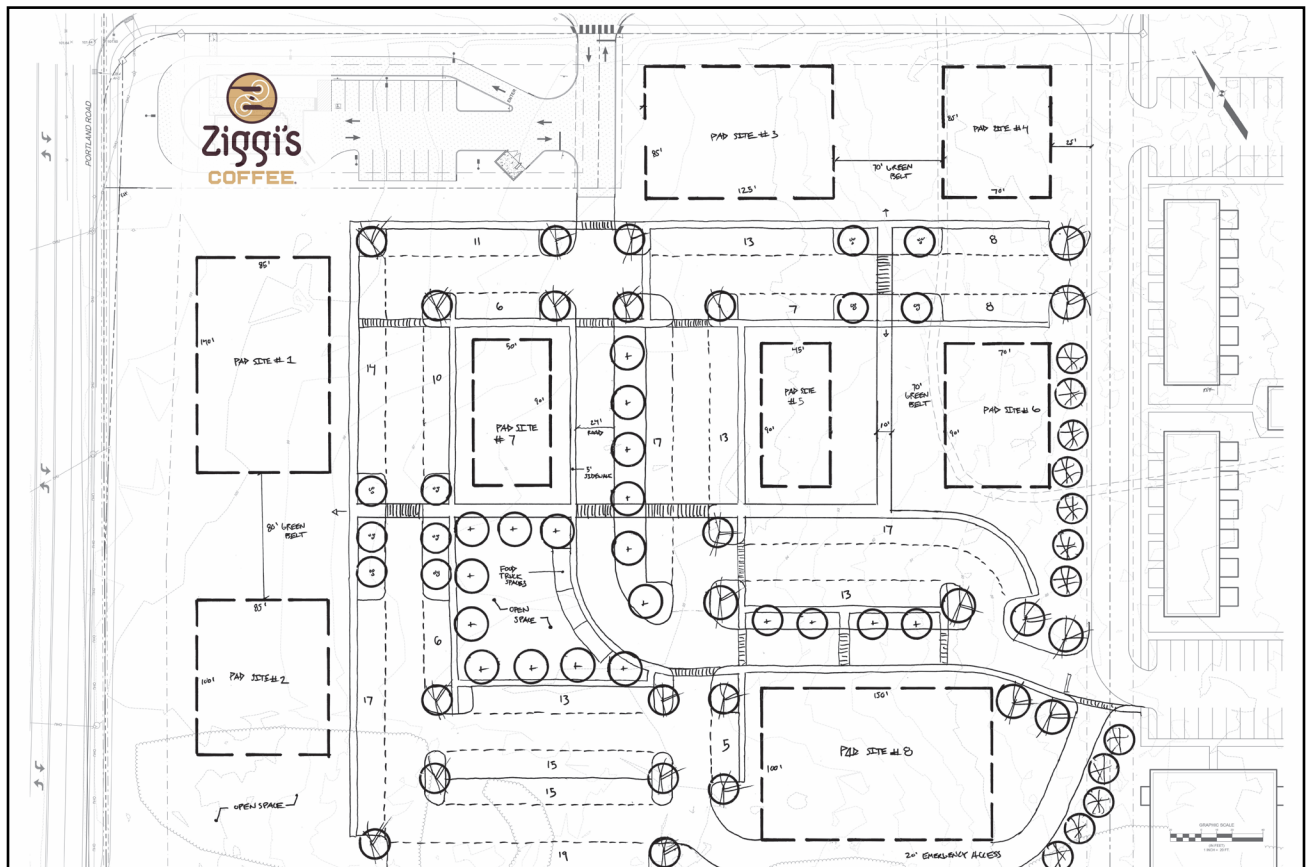 PORTLAND ROAD
Ziggi's
COFFEE.
ENTER
N
PAD SITE #3
85'
125'
70' GREEN
BELT
PAD SITE #4
85'
70'
25'
11
13
8
6
7
8
85'
140'
PAD SITE #1
14
10
50'
90'
PAD SITE
#7
24'
ROAD
5'
SIDEWALK
17
13
45'
PAD SITE
#5
90'
70'
GREEN
BELT
10'
70'
PAD SITE #6
90'
80' GREEN
BELT
85'
100'
PAD SITE #2
FOOD
TRUCK
SPACES
OPEN
SPACE
6
17
13
17
13
15
15
5
150'
PAD SITE #8
100'
OPEN SPACE
19
20' EMERGENCY ACCESS
GRAPHIC SCALE